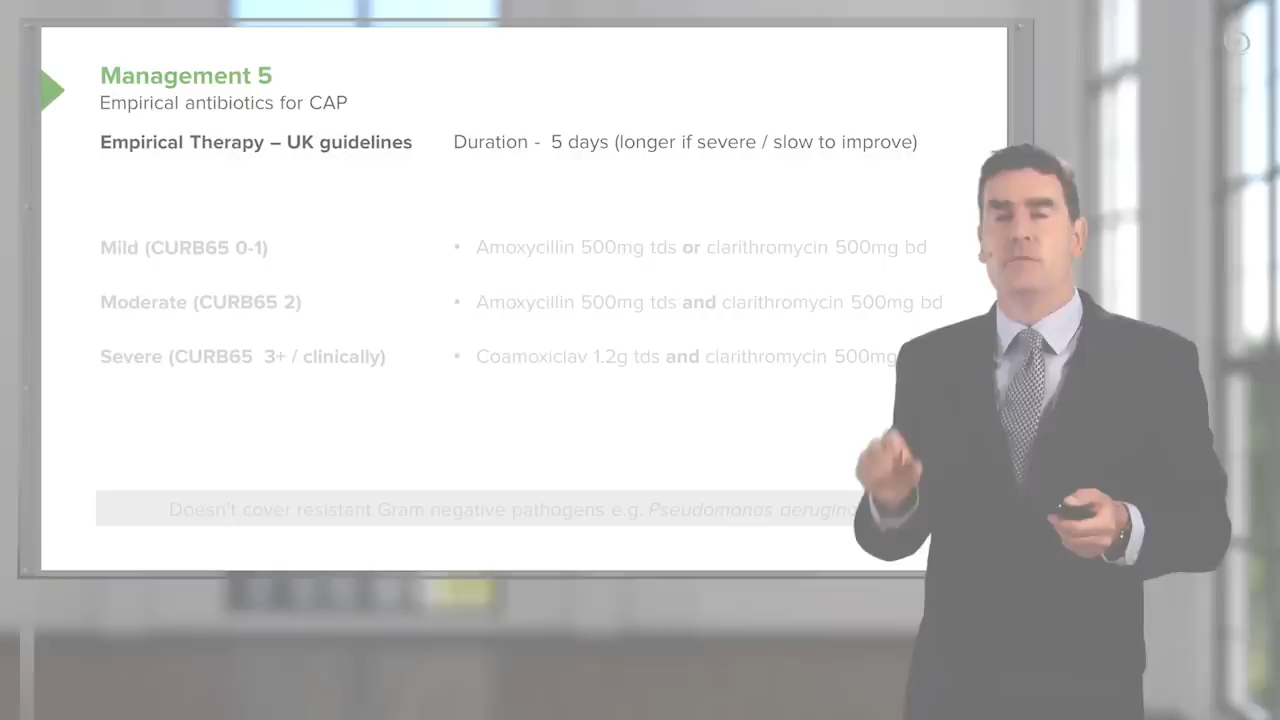 Management 5
Empirical antibiotics for CAP
Empirical Therapy – UK guidelines Duration - 5 days (longer if severe / slow to improve)
Mild (CURB65 0-1) • Amoxycillin 500mg tds or clarithromycin 500mg bd
Moderate (CURB65 2) • Amoxycillin 500mg tds and clarithromycin 500mg bd
Severe (CURB65 3+ / clinically) • Coamoxiclav 1.2g tds and clarithromycin 500mg
Doesn't cover resistant Gram negative pathogens e.g. Pseudomonas